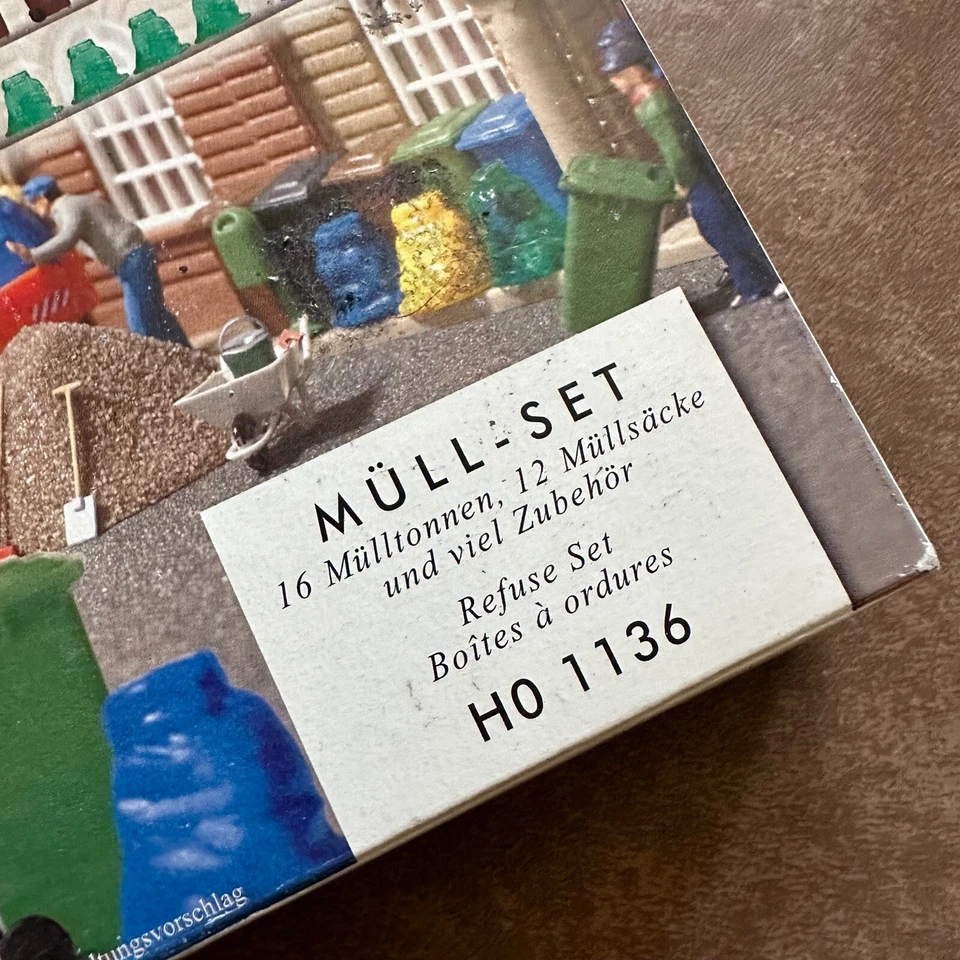 MÜLL-SET
16 Mülltonnen, 12 Müllsäcke
und viel Zubehör
Refuse Set
Boîtes à ordures
H0 1136